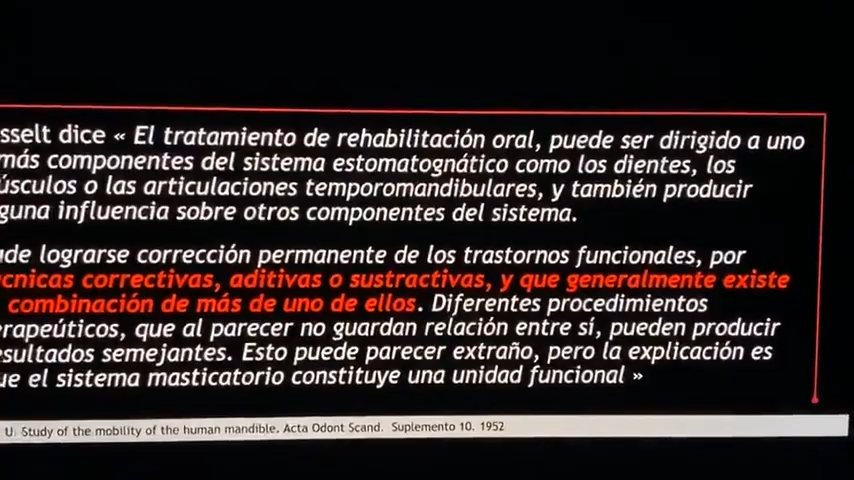 sselt dice « El tratamiento de rehabilitación oral, puede ser dirigido a uno
más componentes del sistema estomatognático como los dientes, los
úsculos o las articulaciones temporomandibulares, y también producir
guna influencia sobre otros componentes del sistema.
de lograrse corrección permanente de los trastornos funcionales, por
cnicas correctivas, aditivas o sustractivas, y que generalmente existe
combinación de más de uno de ellos. Diferentes procedimientos
rapeúticos, que al parecer no guardan relación entre sí, pueden producir
sultados semejantes. Esto puede parecer extraño, pero la explicación es
ue el sistema masticatorio constituye una unidad funcional »
U. Study of the mobility of the human mandible. Acta Odont Scand. Suplemento 10. 1952